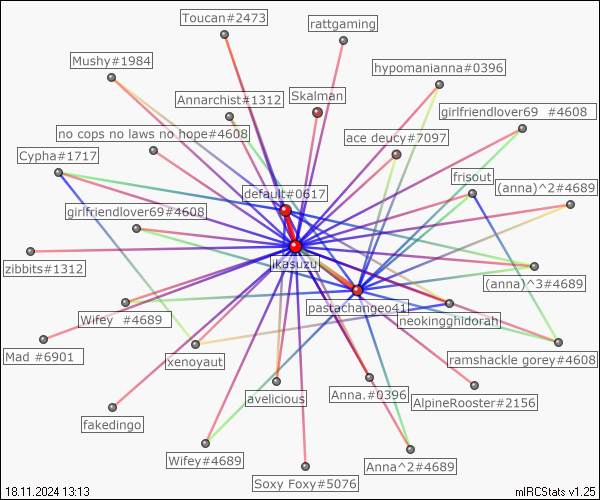 Toucan#2473
rattgaming
Mushy#1984
hypomanianna#0396
Skalman
Annarchist#1312
girlfriendlover69 #4608
no cops no laws no hope#4608
ace deucy#7097
Cypha#1717
frisout
default#0617
(anna)^2#4689
girlfriendlover69#4608
ikasuzu
zibbits#1312
(anna)^3#4689
pastachangeo41
Wifey #4689
neokingghidorah
Mad #6901
xenoyaut
ramshackle gorey#4608
avelicious
Anna.#0396
AlpineRooster#2156
fakedingo
Wifey#4689
Anna^2#4689
Soxy Foxy#5076
18.11.2024 13:13
mIRCStats v1.25